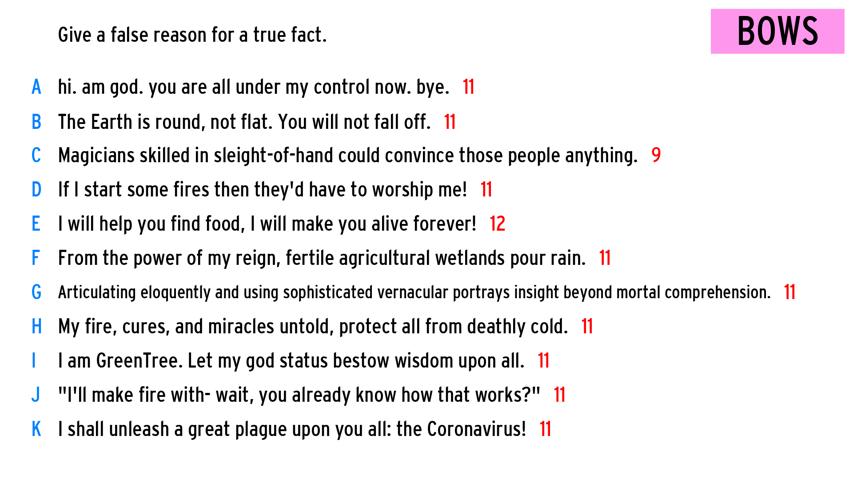 Give a false reason for a true fact.
BOWS
A hi. am god. you are all under my control now. bye. 11
B The Earth is round, not flat. You will not fall off. 11
C Magicians skilled in sleight-of-hand could convince those people anything. 9
D If I start some fires then they'd have to worship me! 11
E I will help you find food, I will make you alive forever! 12
F From the power of my reign, fertile agricultural wetlands pour rain. 11
G Articulating eloquently and using sophisticated vernacular portrays insight beyond mortal comprehension. 11
H My fire, cures, and miracles untold, protect all from deathly cold. 11
I I am GreenTree. Let my god status bestow wisdom upon all. 11
J "I'll make fire with- wait, you already know how that works?" 11
K I shall unleash a great plague upon you all: the Coronavirus! 11